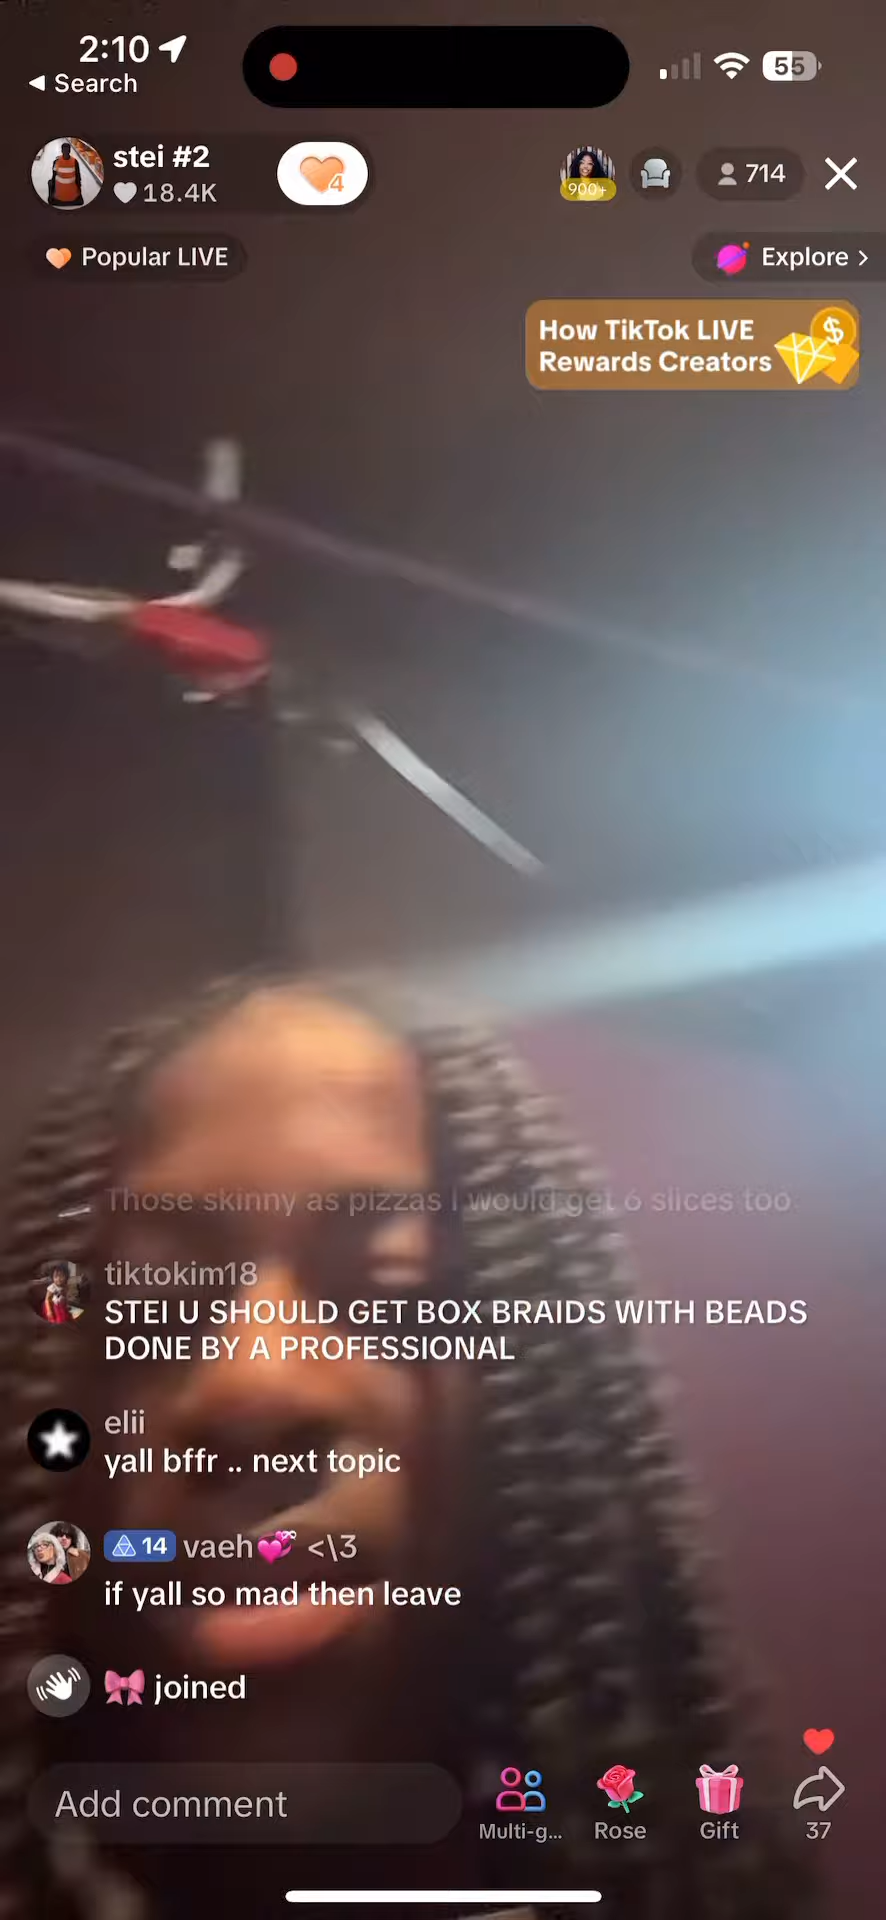 2:10
55
◀ Search
stei #2
18.4K
4
900+
714
Popular LIVE
Explore >
How TikTok LIVE
Rewards Creators
Those skinny as pizzas I would get 6 slices too
tiktokim18
STEI U SHOULD GET BOX BRAIDS WITH BEADS
DONE BY A PROFESSIONAL
elii
yall bffr .. next topic
14 vaeh💞 <\3
if yall so mad then leave
🎀 joined
Add comment
Multi-g...
Rose
Gift
37